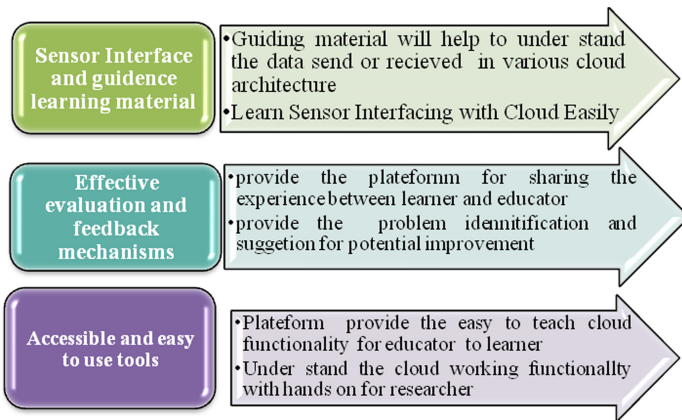 Sensor Interface
and guidence
learning material
•Guiding material will help to under stand
the data send or recieved in various cloud
architecture
•Learn Sensor Interfacing with Cloud Easily
Effective
evaluation and
feedback
mechanisms
•provide the platefornm for sharing the
experience between learner and educator
•provide the problem idennitification and
suggetion for potential improvement
Accessible and easy
to use tools
•Plateform provide the easy to teach cloud
functionality for educator to learner
•Under stand the cloud working functionallty
with hands on for researcher